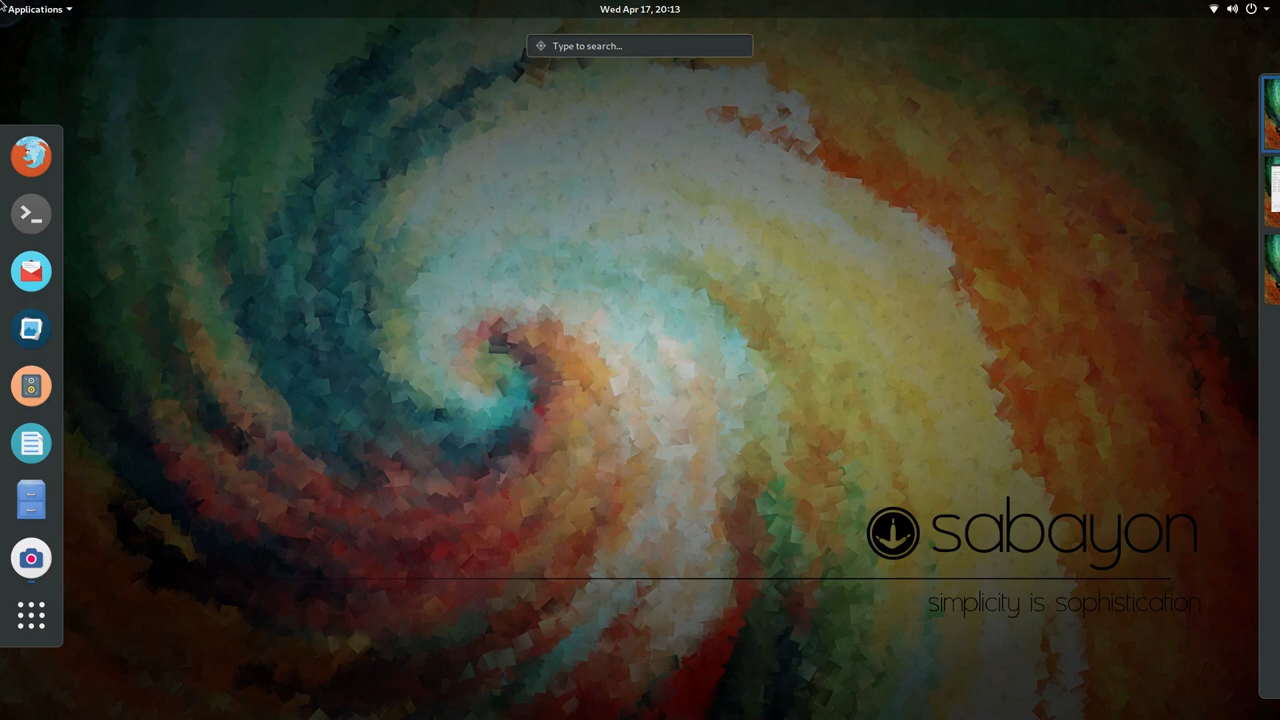 Applications
Wed Apr 17, 20:13
Type to search...
sabayon
simplicity is sophistication